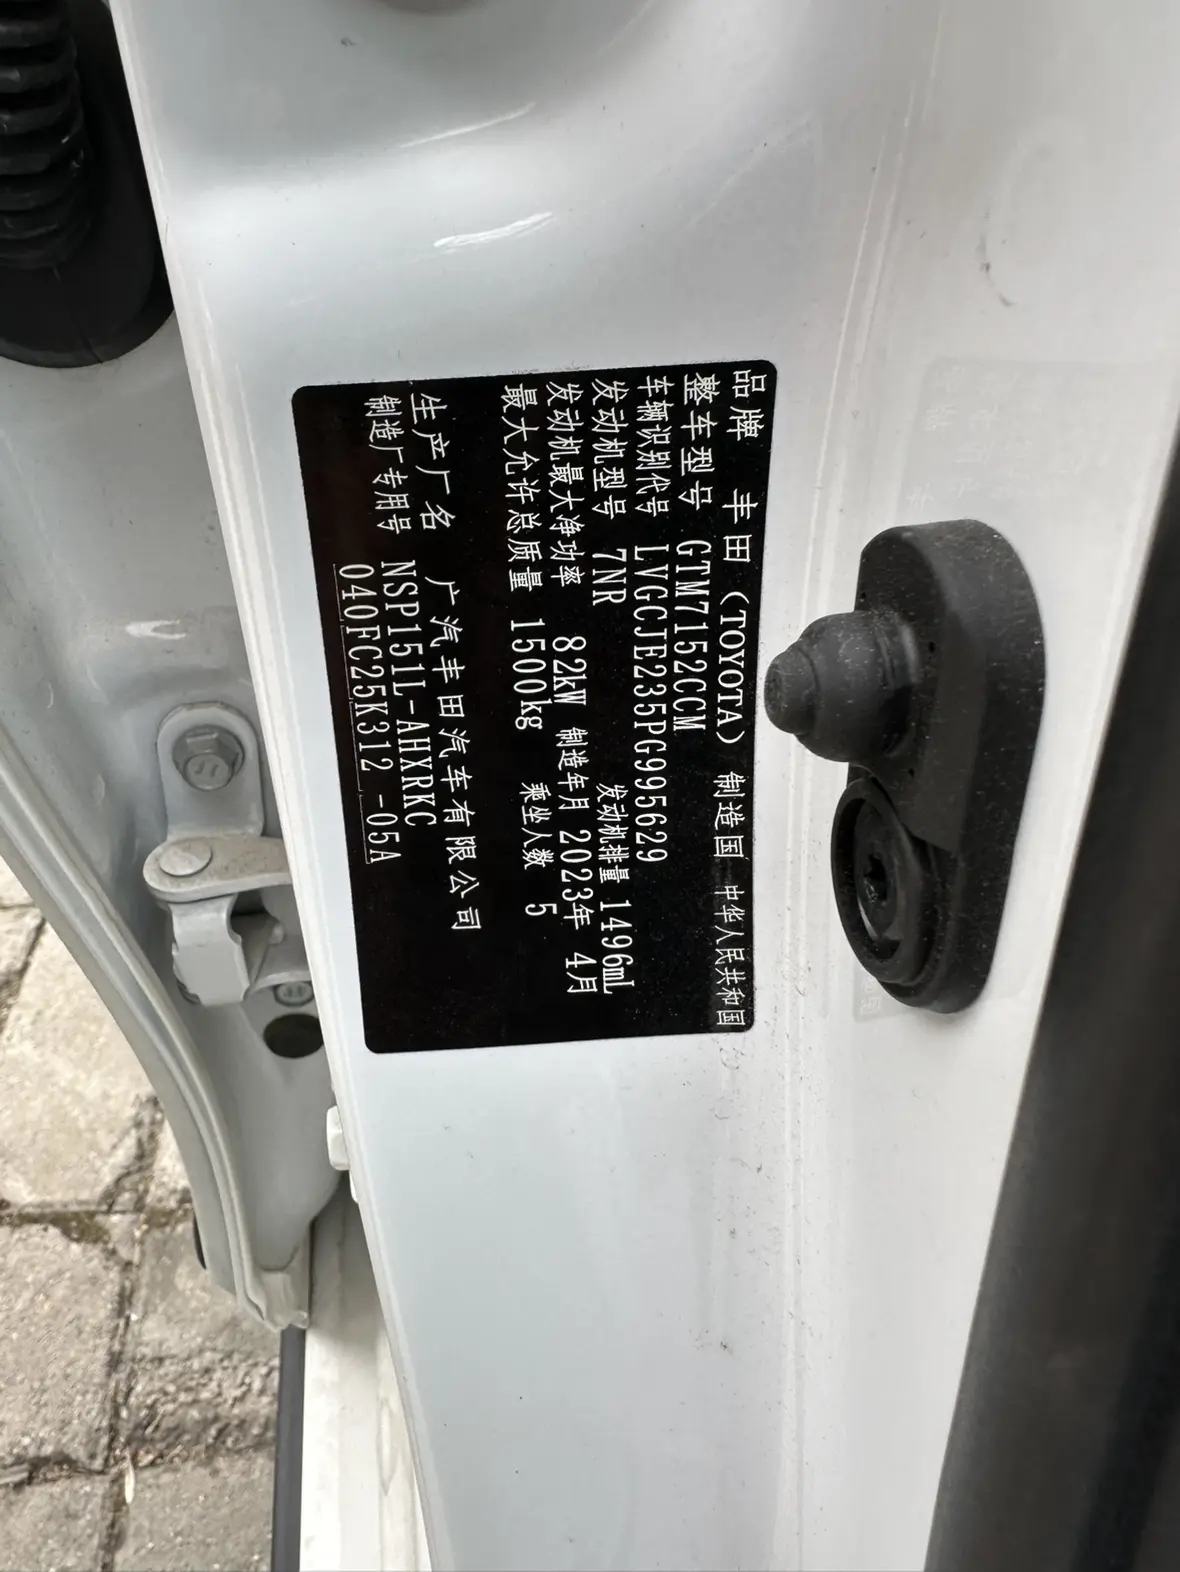 品牌 丰田(TOYOTA) 制造国 中华人民共和国
整车型号 GTM7152CCM
车辆识别代号 LVGCJE235PG995629
发动机型号 7NR 发动机排量 1496mL
发动机最大净功率 82kW 制造年月 2023年 4月
最大允许总质量 1500kg 乘坐人数 5
生产厂名 广汽丰田汽车有限公司
制造厂专用号 NSP151L-AHXRKC
040FC25K312 -05A